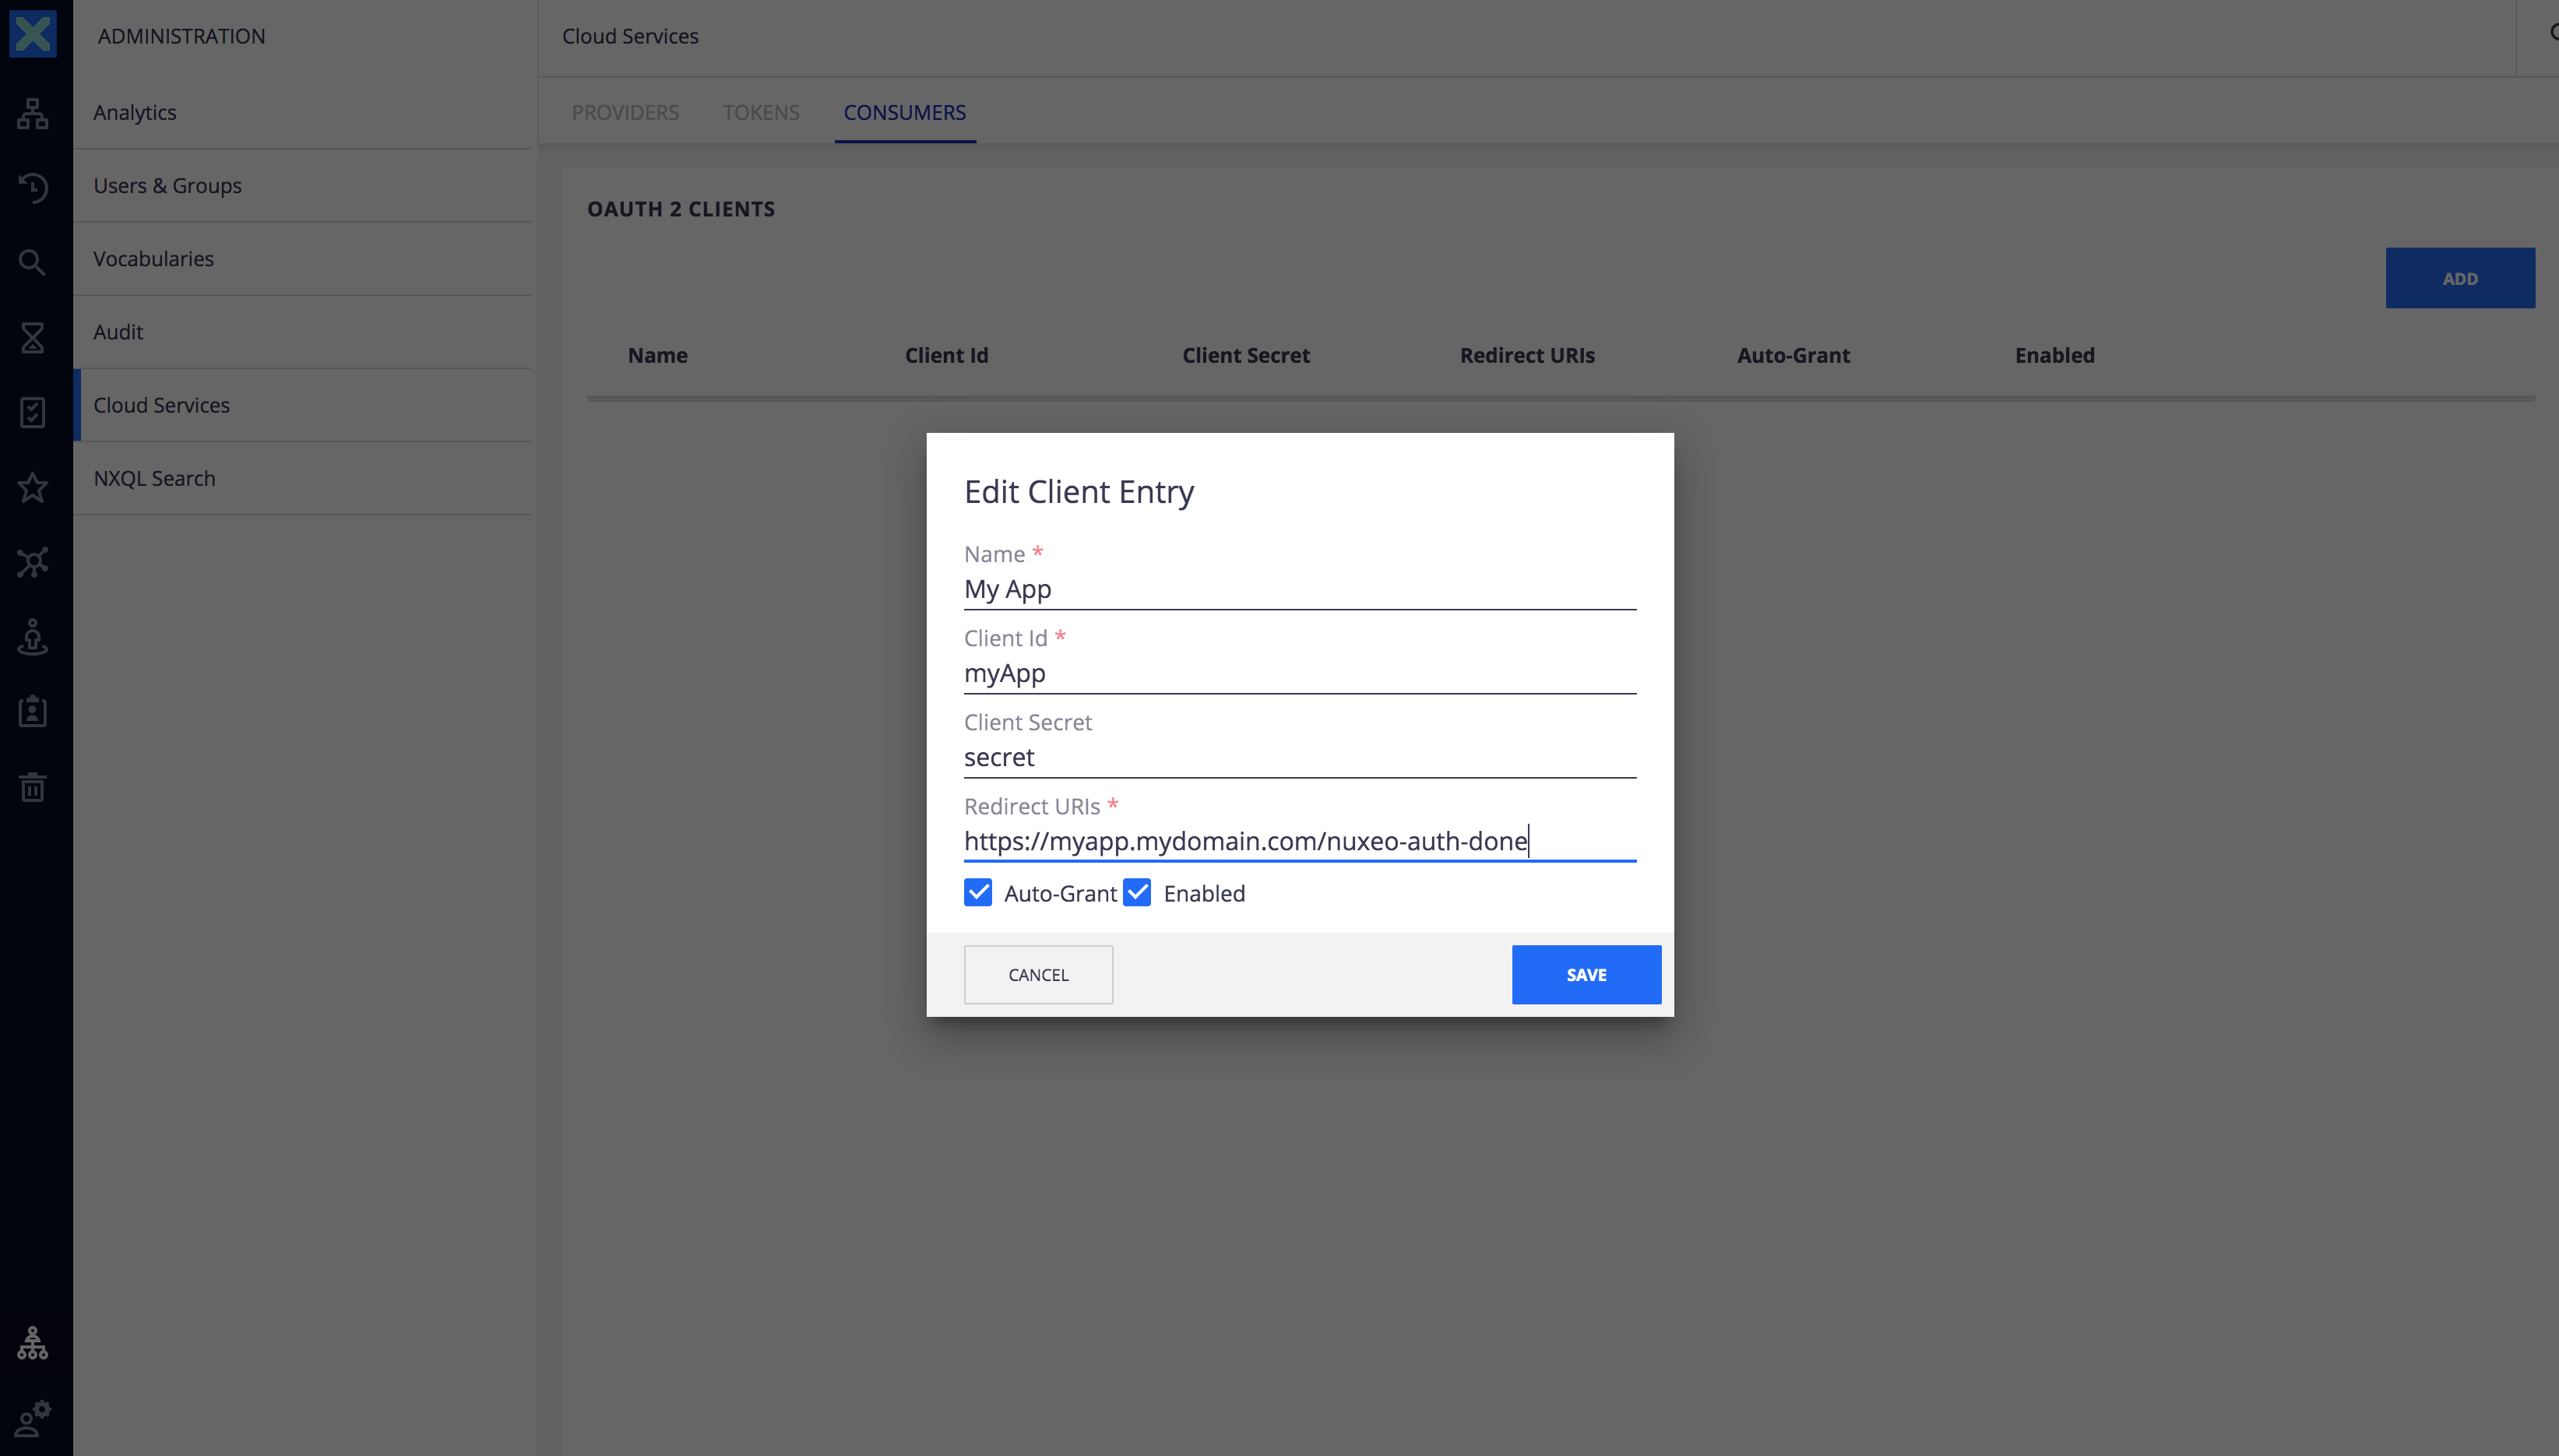 ADMINISTRATION
Analytics
Users & Groups
Vocabularies
Audit
Cloud Services
NXQL Search
Cloud Services
PROVIDERS TOKENS CONSUMERS
OAUTH 2 CLIENTS
ADD
Name Client Id Client Secret Redirect URIs Auto-Grant Enabled
Edit Client Entry
Name *
My App
Client Id *
myApp
Client Secret
secret
Redirect URIs *
https://myapp.mydomain.com/nuxeo-auth-done
Auto-Grant Enabled
CANCEL SAVE